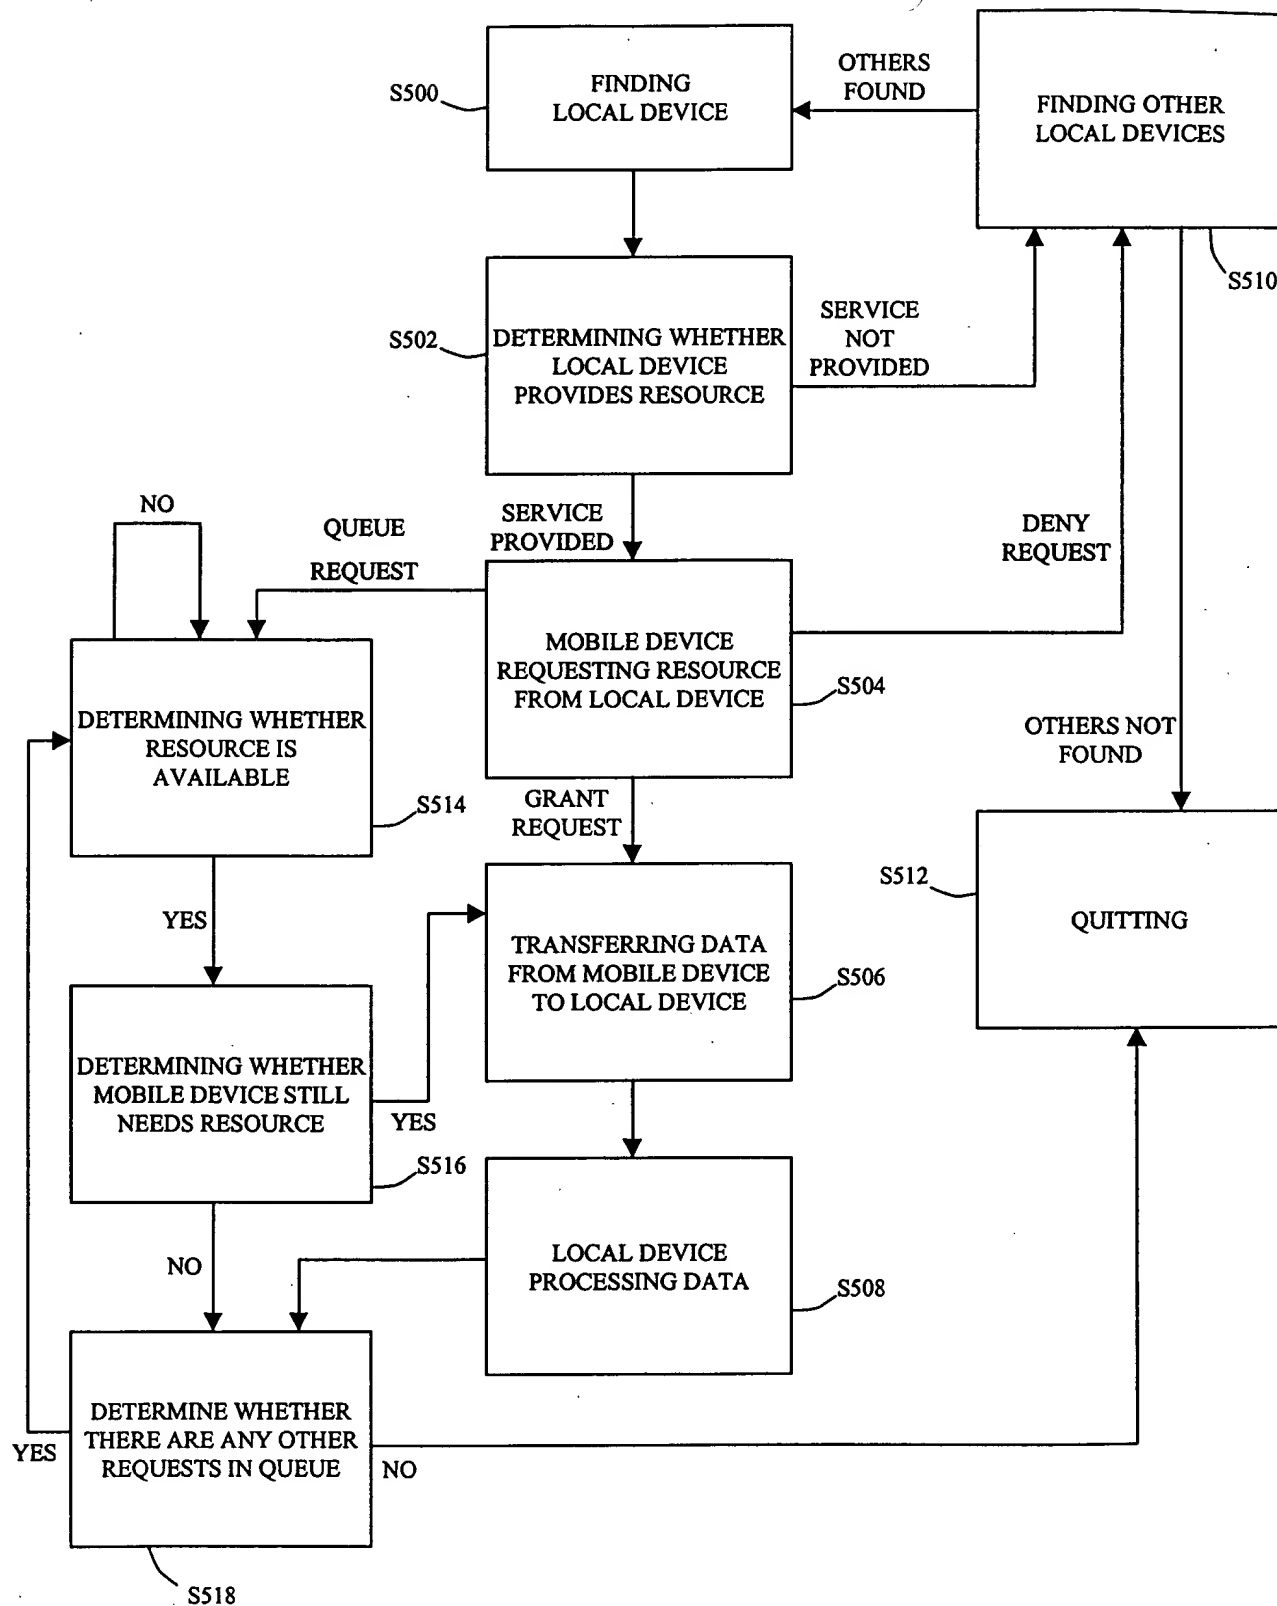 S500
FINDING
LOCAL DEVICE
OTHERS
FOUND
FINDING OTHER
LOCAL DEVICES
S510
S502
DETERMINING WHETHER
LOCAL DEVICE
PROVIDES RESOURCE
SERVICE
NOT
PROVIDED
NO
QUEUE
REQUEST
SERVICE
PROVIDED
DENY
REQUEST
MOBILE DEVICE
REQUESTING RESOURCE
FROM LOCAL DEVICE
S504
DETERMINING WHETHER
RESOURCE IS
AVAILABLE
S514
OTHERS NOT
FOUND
GRANT
REQUEST
YES
S512
QUITTING
TRANSFERRING DATA
FROM MOBILE DEVICE
TO LOCAL DEVICE
S506
DETERMINING WHETHER
MOBILE DEVICE STILL
NEEDS RESOURCE
YES
S516
NO
LOCAL DEVICE
PROCESSING DATA
S508
DETERMINE WHETHER
THERE ARE ANY OTHER
REQUESTS IN QUEUE
YES
NO
S518